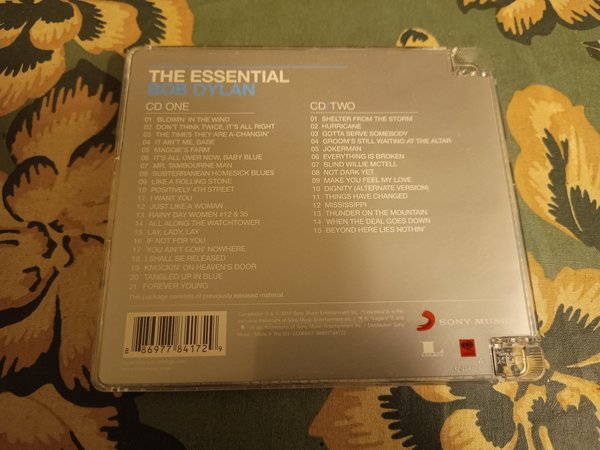 THE ESSENTIAL
BOB DYLAN
CD ONE
01 BLOWIN' IN THE WIND
02 DON'T THINK TWICE, IT'S ALL RIGHT
03 THE TIMES THEY ARE A-CHANGIN'
04 IT AIN'T ME, BABE
05 MAGGIE'S FARM
06 IT'S ALL OVER NOW, BABY BLUE
07 MR. TAMBOURINE MAN
08 SUBTERRANEAN HOMESICK BLUES
09 LIKE A ROLLING STONE
10 POSITIVELY 4TH STREET
11 I WANT YOU
12 JUST LIKE A WOMAN
13 RAINY DAY WOMEN #12 & 35
14 ALL ALONG THE WATCHTOWER
15 LAY, LADY, LAY
16 IF NOT FOR YOU
17 YOU AIN'T GOIN' NOWHERE
18 I SHALL BE RELEASED
19 KNOCKIN' ON HEAVEN'S DOOR
20 TANGLED UP IN BLUE
21 FOREVER YOUNG
CD TWO
01 SHELTER FROM THE STORM
02 HURRICANE
03 GOTTA SERVE SOMEBODY
04 GROOM'S STILL WAITING AT THE ALTAR
05 JOKERMAN
06 EVERYTHING IS BROKEN
07 BLIND WILLIE MCTELL
08 NOT DARK YET
09 MAKE YOU FEEL MY LOVE
10 DIGNITY (ALTERNATE VERSION)
11 THINGS HAVE CHANGED
12 MISSISSIPPI
13 THUNDER ON THE MOUNTAIN
14 WHEN THE DEAL GOES DOWN
15 BEYOND HERE LIES NOTHIN'
This package consists of previously released material.
8 86977 84172 9
SONY MUSIC
LEGACY